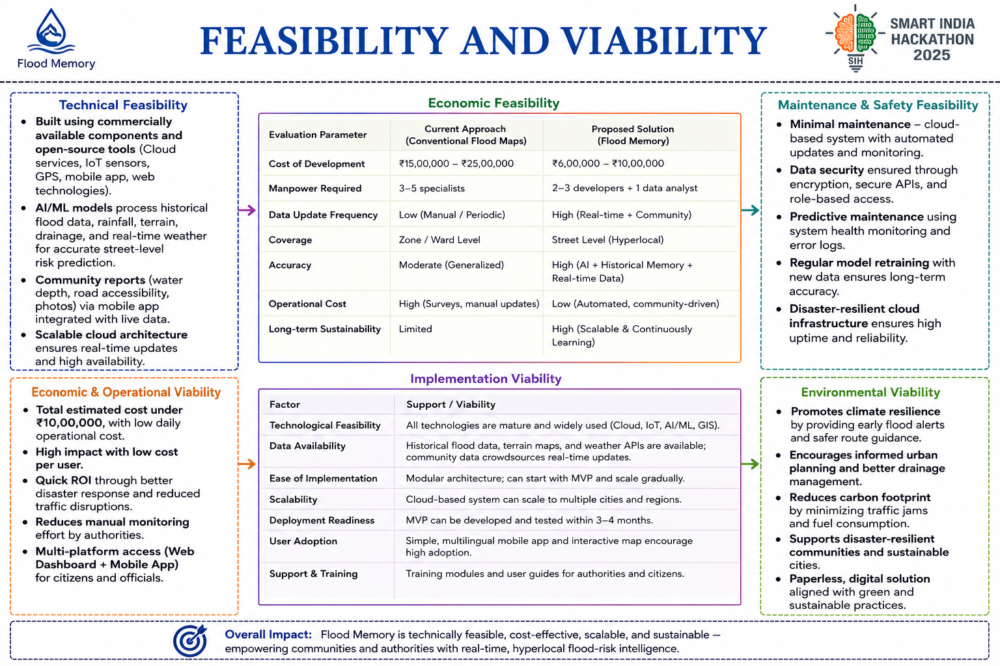 Flood Memory
FEASIBILITY AND VIABILITY
SIH
SMART INDIA
HACKATHON
2025
Technical Feasibility
• Built using commercially
available components and
open-source tools (Cloud
services, IoT sensors,
GPS, mobile app, web
technologies).
• AI/ML models process historical
flood data, rainfall, terrain,
drainage, and real-time weather
for accurate street-level
risk prediction.
• Community reports (water
depth, road accessibility,
photos) via mobile app
integrated with live data.
• Scalable cloud architecture
ensures real-time updates
and high availability.
Economic Feasibility
Evaluation Parameter
Current Approach
(Conventional Flood Maps)
Proposed Solution
(Flood Memory)
Cost of Development ₹15,00,000 – ₹25,00,000 ₹6,00,000 – ₹10,00,000
Manpower Required 3–5 specialists 2–3 developers + 1 data analyst
Data Update Frequency Low (Manual / Periodic) High (Real-time + Community)
Coverage Zone / Ward Level Street Level (Hyperlocal)
Accuracy Moderate (Generalized) High (AI + Historical Memory +
Real-time Data)
Operational Cost High (Surveys, manual updates) Low (Automated, community-driven)
Long-term Sustainability Limited High (Scalable & Continuously
Learning)
Maintenance & Safety Feasibility
• Minimal maintenance – cloud-
based system with automated
updates and monitoring.
• Data security ensured through
encryption, secure APIs, and
role-based access.
• Predictive maintenance using
system health monitoring and
error logs.
• Regular model retraining with
new data ensures long-term
accuracy.
• Disaster-resilient cloud
infrastructure ensures high
uptime and reliability.
Economic & Operational Viability
• Total estimated cost under
₹10,00,000, with low daily
operational cost.
• High impact with low cost
per user.
• Quick ROI through better
disaster response and reduced
traffic disruptions.
• Reduces manual monitoring
effort by authorities.
• Multi-platform access (Web
Dashboard + Mobile App)
for citizens and officials.
Implementation Viability
Factor Support / Viability
Technological Feasibility All technologies are mature and widely used (Cloud, IoT, AI/ML, GIS).
Data Availability Historical flood data, terrain maps, and weather APIs are available;
community data crowdsources real-time updates.
Ease of Implementation Modular architecture; can start with MVP and scale gradually.
Scalability Cloud-based system can scale to multiple cities and regions.
Deployment Readiness MVP can be developed and tested within 3–4 months.
User Adoption Simple, multilingual mobile app and interactive map encourage
high adoption.
Support & Training Training modules and user guides for authorities and citizens.
Environmental Viability
• Promotes climate resilience
by providing early flood alerts
and safer route guidance.
• Encourages informed urban
planning and better drainage
management.
• Reduces carbon footprint
by minimizing traffic jams
and fuel consumption.
• Supports disaster-resilient
communities and sustainable
cities.
• Paperless, digital solution
aligned with green and
sustainable practices.
Overall Impact: Flood Memory is technically feasible, cost-effective, scalable, and sustainable –
empowering communities and authorities with real-time, hyperlocal flood-risk intelligence.